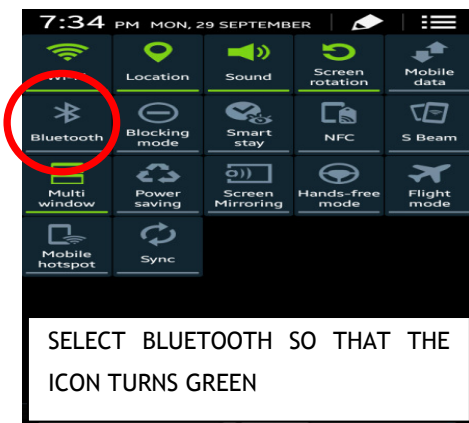 7:34 PM MON, 29 SEPTEMBER
Wi-Fi Location Sound Screen rotation Mobile data
Bluetooth Blocking mode Smart stay NFC S Beam
Multi window Power saving Screen Mirroring Hands-free mode Flight mode
Mobile hotspot Sync
SELECT BLUETOOTH SO THAT THE
ICON TURNS GREEN